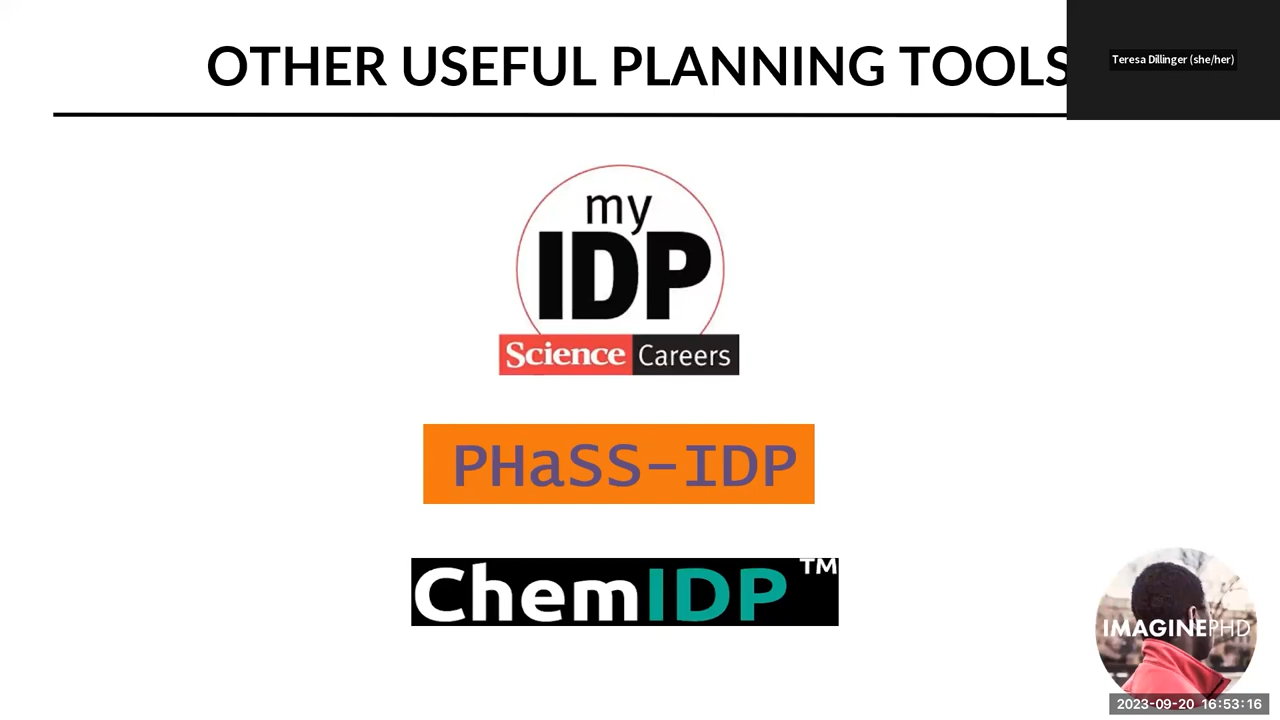 OTHER USEFUL PLANNING TOOLS
Teresa Dillinger (she/her)
my
IDP
Science Careers
PHaSS-IDP
ChemIDP™
IMAGINEPHD
2023-09-20 16:53:16